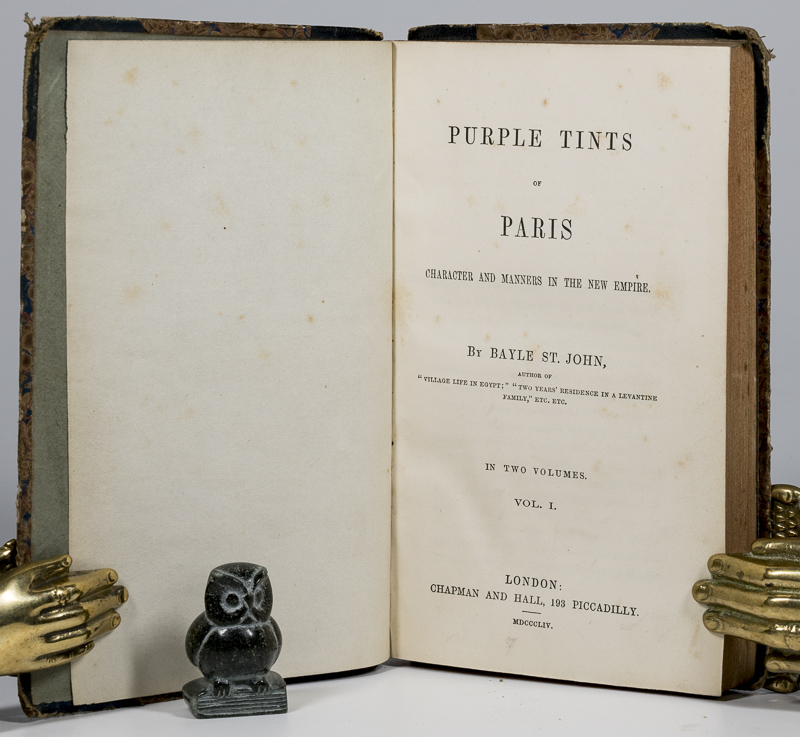 PURPLE TINTS
OF
PARIS
CHARACTER AND MANNERS IN THE NEW EMPIRE.
By BAYLE ST. JOHN,
AUTHOR OF
"VILLAGE LIFE IN EGYPT;" "TWO YEARS' RESIDENCE IN A LEVANTINE
FAMILY," ETC. ETC.
IN TWO VOLUMES.
VOL. I.
LONDON:
CHAPMAN AND HALL, 193 PICCADILLY.
MDCCCLIV.